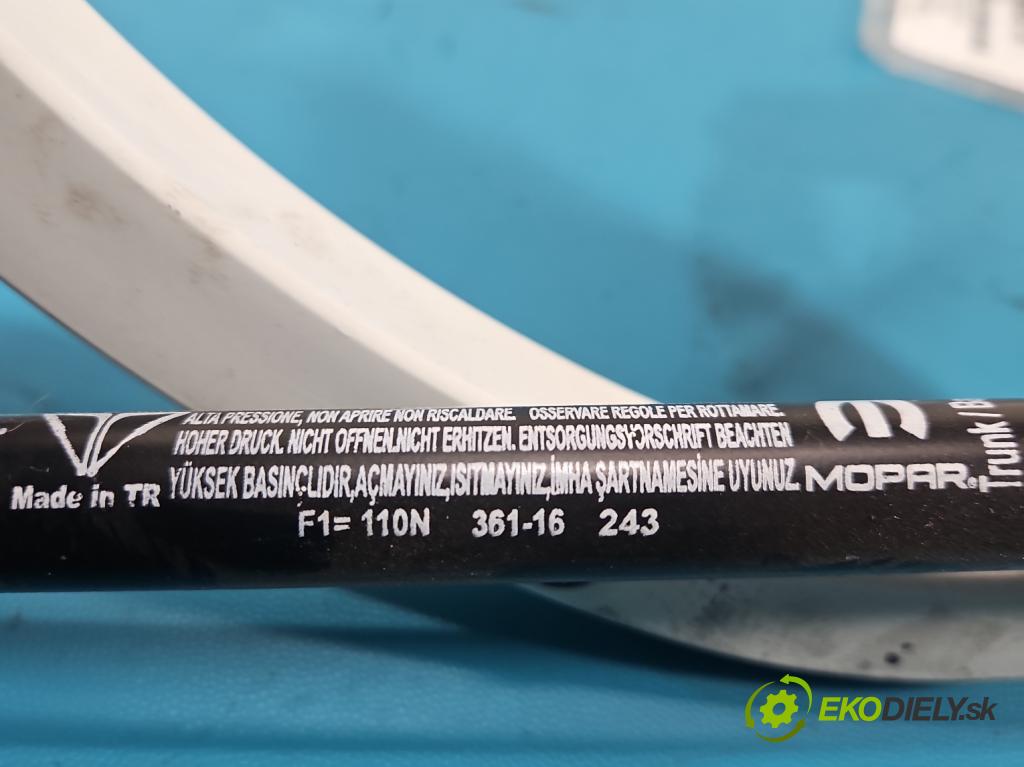 ALTA PRESSIONE, NON APRIRE NON RISCALDARE. OSSERVARE REGOLE PER ROTTAMARE.
HOHER DRUCK. NICHT OFFNEN.NICHT ERHITZEN. ENTSORGUNGSVORSCHRIFT BEACHTEN
YÜKSEK BASINÇLIDIR,AÇMAYINIZ,ISITMAYINIZ,İMHA ŞARTNAMESİNE UYUNUZ.
Made in TR
F1= 110N 361-16 243
MOPAR®
Trunk /
EKODIELY.sk